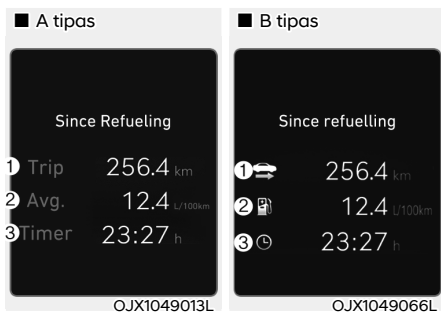 ■ A tipas
Since Refueling
1 Trip 256.4 km
2 Avg. 12.4 L/100km
3 Timer 23:27 h
OJX1049013L
■ B tipas
Since refuelling
1 256.4 km
2 12.4 L/100km
3 23:27 h
OJX1049066L